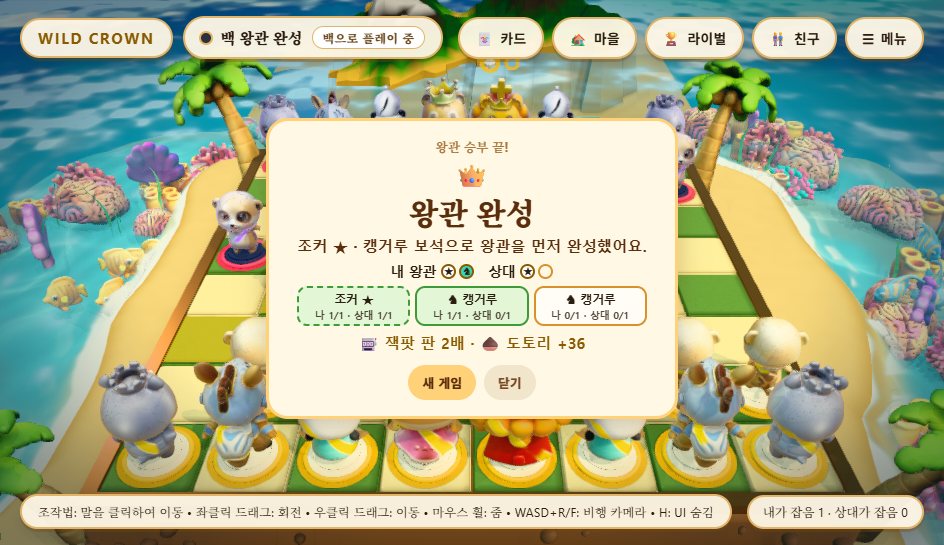 WILD CROWN
백 왕관 완성
백으로 플레이 중
카드
마을
라이벌
친구
☰ 메뉴
왕관 승부 끝!
왕관 완성
조커 ★ · 캥거루 보석으로 왕관을 먼저 완성했어요.
내 왕관 ★ ♞ 상대 ★
조커 ★
나 1/1 · 상대 1/1
♞ 캥거루
나 1/1 · 상대 0/1
♞ 캥거루
나 0/1 · 상대 0/1
잭팟 판 2배 · 도토리 +36
새 게임
닫기
조작법: 말을 클릭하여 이동 • 좌클릭 드래그: 회전 • 우클릭 드래그: 이동 • 마우스 휠: 줌 • WASD+R/F: 비행 카메라 • H: UI 숨김
내가 잡음 1 · 상대가 잡음 0